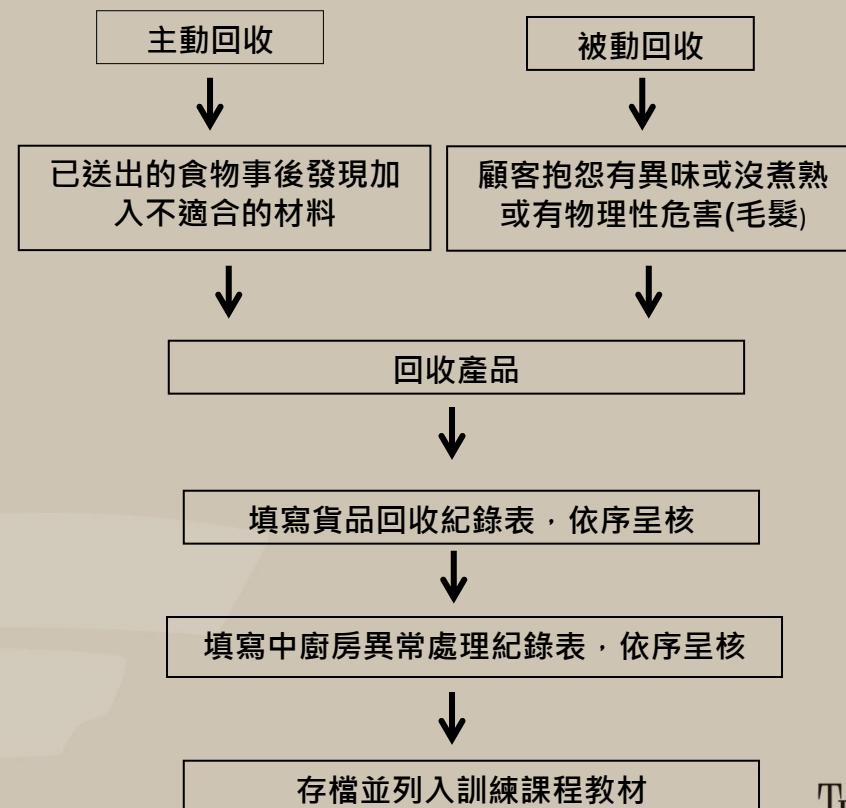 主動回收
被動回收
已送出的食物事後發現加
入不適合的材料
顧客抱怨有異味或沒煮熟
或有物理性危害(毛髮)
回收產品
填寫貨品回收紀錄表，依序呈核
填寫中廚房異常處理紀錄表，依序呈核
存檔並列入訓練課程教材